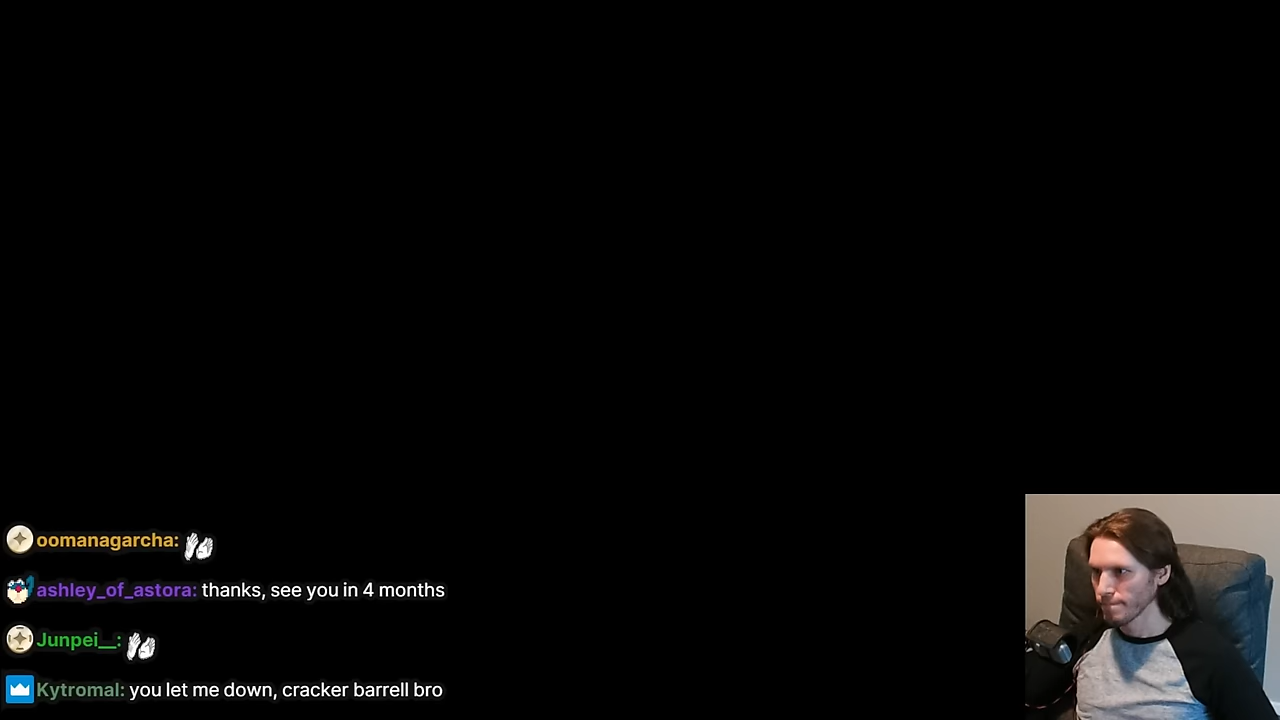 oomanagarcha:
ashley_of_astora: thanks, see you in 4 months
Junpei__:
Kytromal: you let me down, cracker barrell bro